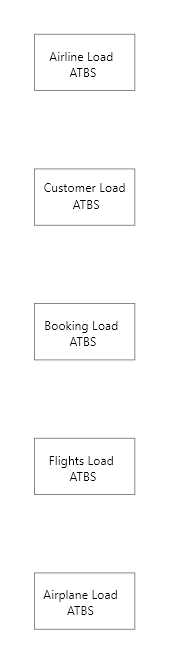 Airline Load
ATBS
Customer Load
ATBS
Booking Load
ATBS
Flights Load
ATBS
Airplane Load
ATBS